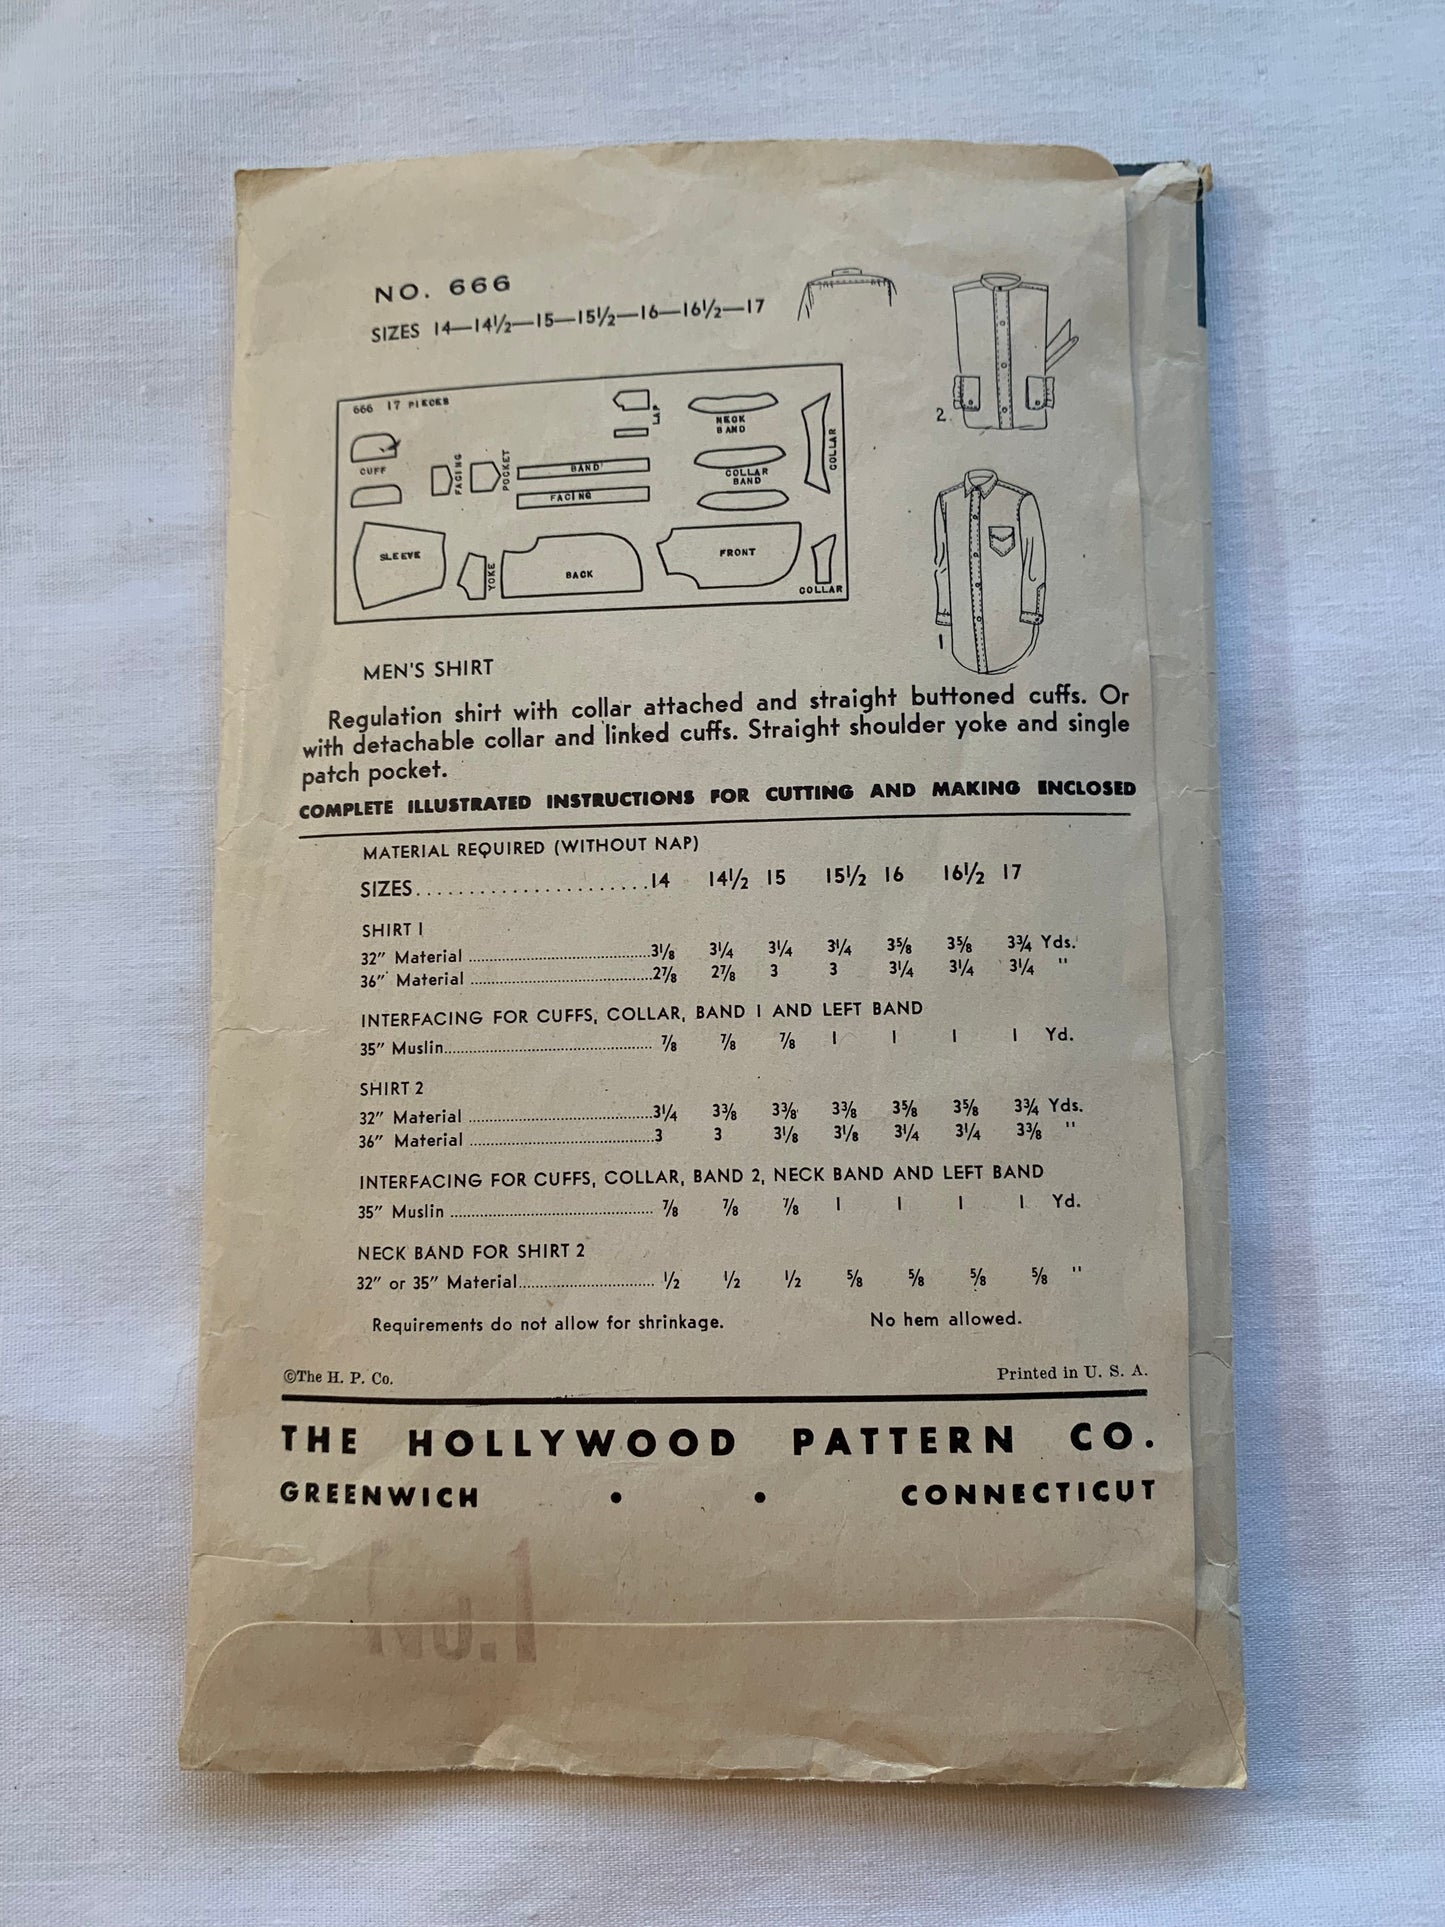 NO. 666
SIZES 14—14½—15—15½—16—16½—17
666 17 PIECES
CUFF
FACING
POCKET
LAP
BAND
FACING
NECK
BAND
COLLAR
BAND
COLLAR
SLEEVE
YOKE
BACK
FRONT
COLLAR
2
1
MEN'S SHIRT
Regulation shirt with collar attached and straight buttoned cuffs. Or
with detachable collar and linked cuffs. Straight shoulder yoke and single
patch pocket.
COMPLETE ILLUSTRATED INSTRUCTIONS FOR CUTTING AND MAKING ENCLOSED
MATERIAL REQUIRED (WITHOUT NAP)
SIZES.......................14 14½ 15 15½ 16 16½ 17
SHIRT 1
32" Material ..........................................3⅛ 3¼ 3¼ 3¼ 3⅝ 3⅝ 3¾ Yds.
36" Material ..........................................2⅞ 2⅞ 3 3 3¼ 3¼ 3¼ "
INTERFACING FOR CUFFS, COLLAR, BAND 1 AND LEFT BAND
35" Muslin................................................ ⅞ ⅞ ⅞ 1 1 1 1 Yd.
SHIRT 2
32" Material ..........................................3¼ 3⅜ 3⅜ 3⅜ 3⅝ 3⅝ 3¾ Yds.
36" Material ..........................................3 3 3⅛ 3⅛ 3¼ 3¼ 3⅜ "
INTERFACING FOR CUFFS, COLLAR, BAND 2, NECK BAND AND LEFT BAND
35" Muslin ............................................... ⅞ ⅞ ⅞ 1 1 1 1 Yd.
NECK BAND FOR SHIRT 2
32" or 35" Material................................ ½ ½ ½ ⅝ ⅝ ⅝ ⅝ "
Requirements do not allow for shrinkage. No hem allowed.
©The H. P. Co. Printed in U. S. A.
THE HOLLYWOOD PATTERN CO.
GREENWICH • • CONNECTICUT
No.1